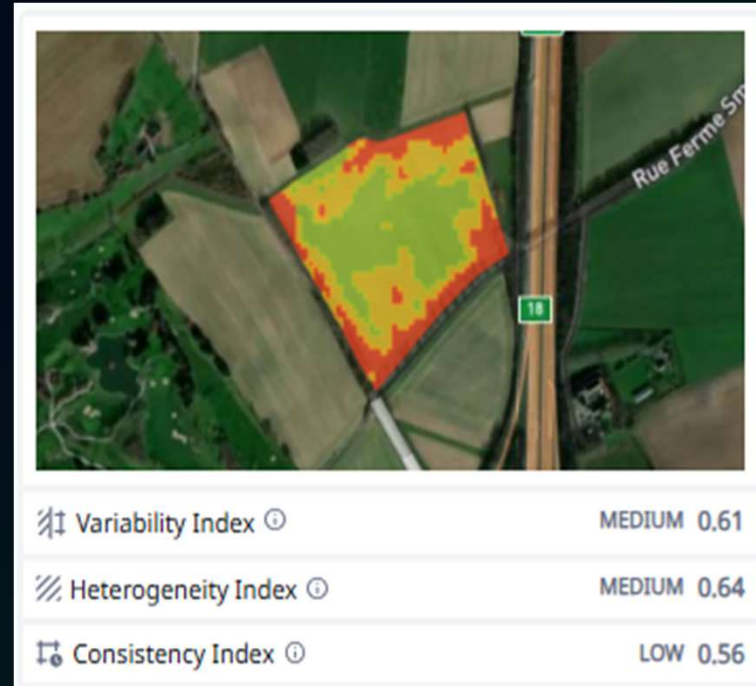 Rue Ferme Sm
18
Variability Index MEDIUM 0.61
Heterogeneity Index MEDIUM 0.64
Consistency Index LOW 0.56